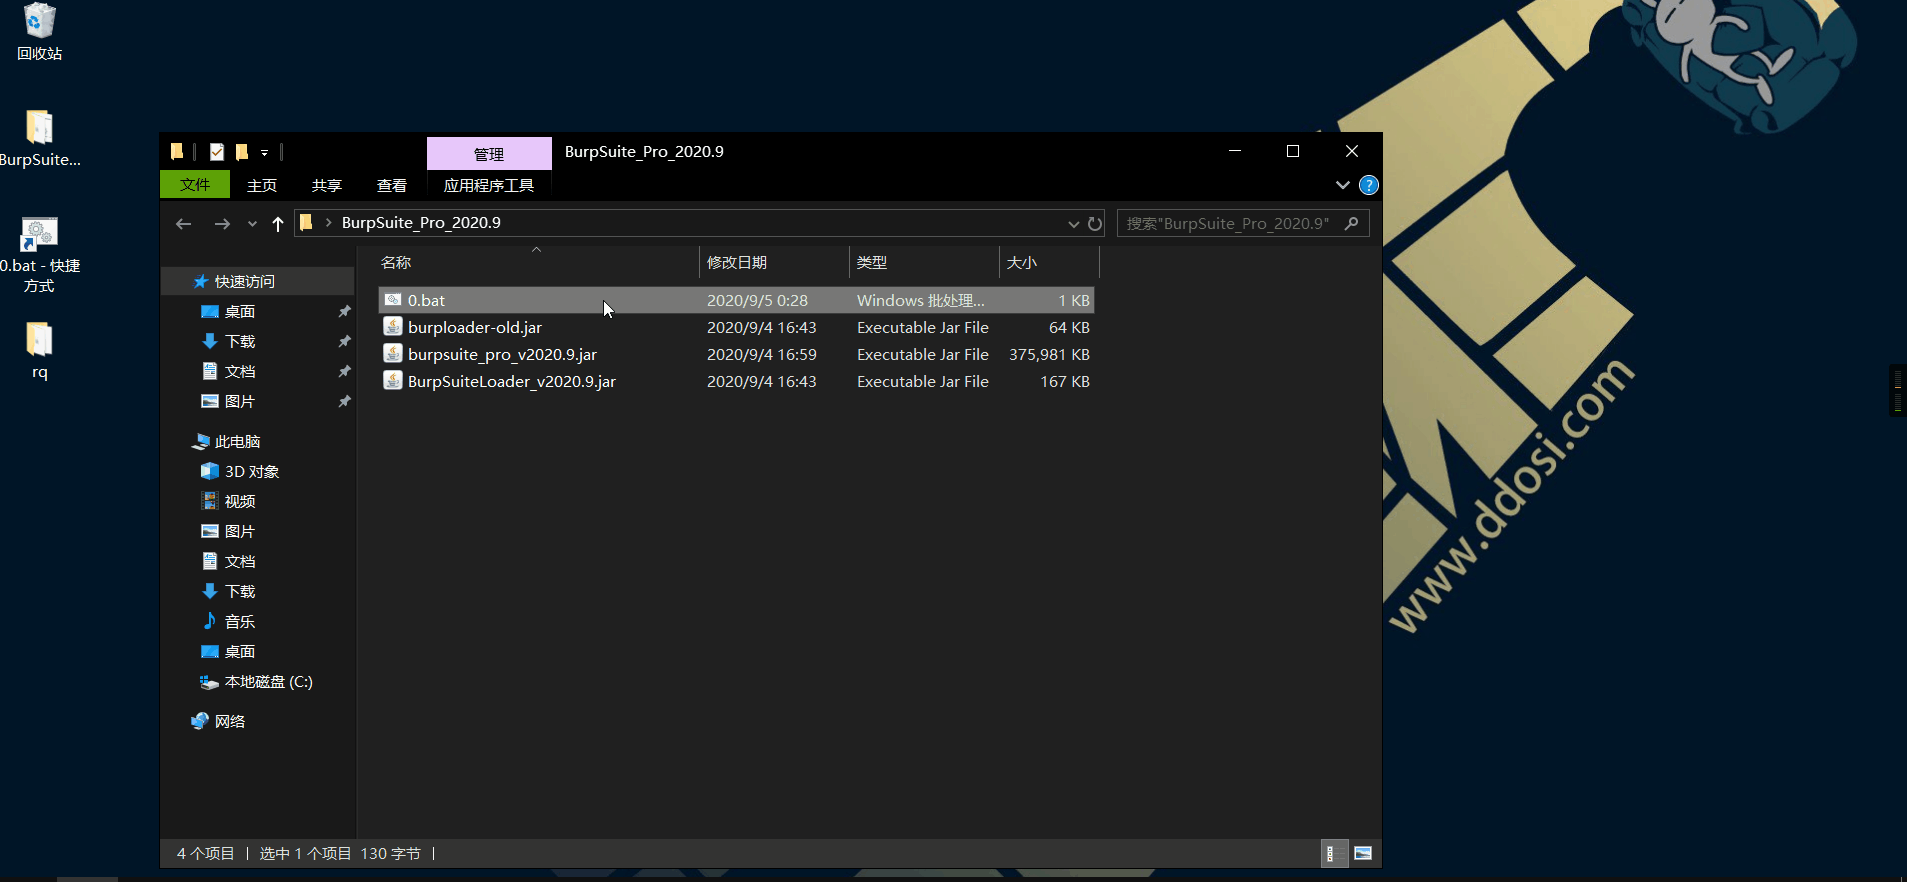 回收站
BurpSuite...
0.bat - 快捷
方式
rq
管理
BurpSuite_Pro_2020.9
文件 主页 共享 查看 应用程序工具
BurpSuite_Pro_2020.9
搜索"BurpSuite_Pro_2020.9"
名称 修改日期 类型 大小
0.bat 2020/9/5 0:28 Windows 批处理... 1 KB
burploader-old.jar 2020/9/4 16:43 Executable Jar File 64 KB
burpsuite_pro_v2020.9.jar 2020/9/4 16:59 Executable Jar File 375,981 KB
BurpSuiteLoader_v2020.9.jar 2020/9/4 16:43 Executable Jar File 167 KB
快速访问
桌面
下载
文档
图片
此电脑
3D 对象
视频
图片
文档
下载
音乐
桌面
本地磁盘 (C:)
网络
4 个项目 选中 1 个项目 130 字节
www.ddosi.com